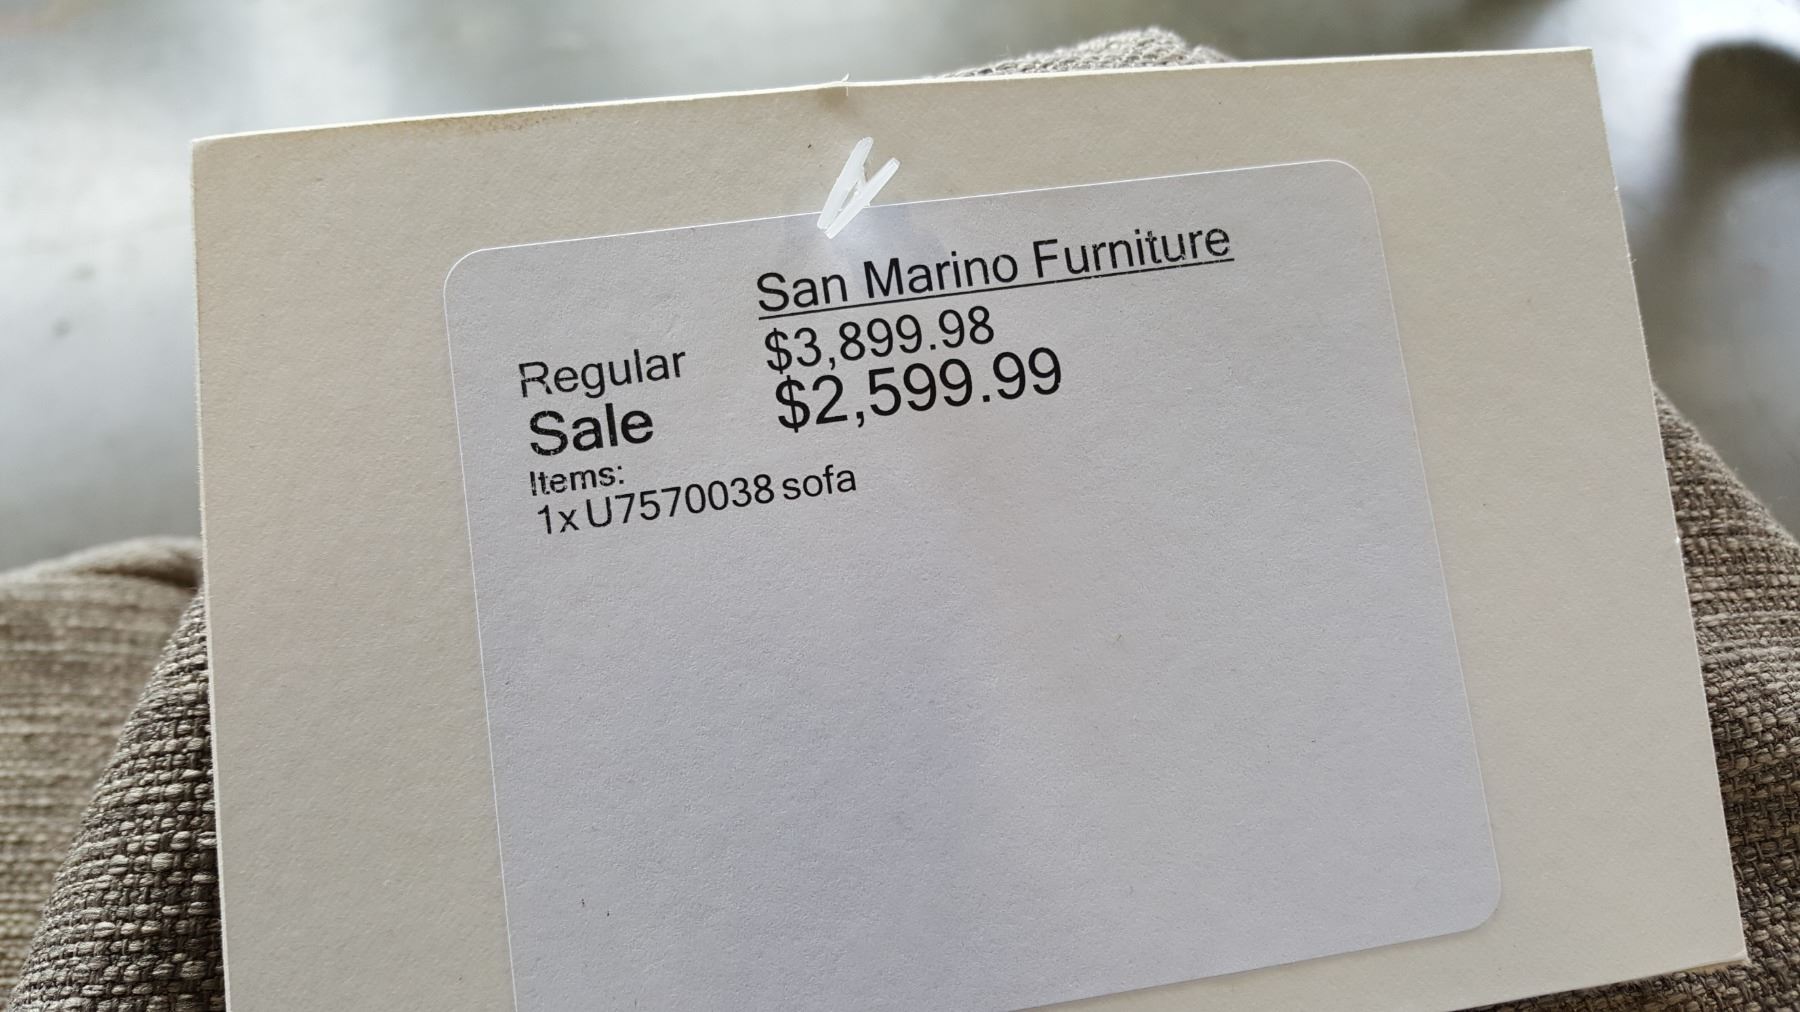 San Marino Furniture
Regular $3,899.98
Sale $2,599.99
Items:
1x U7570038 sofa